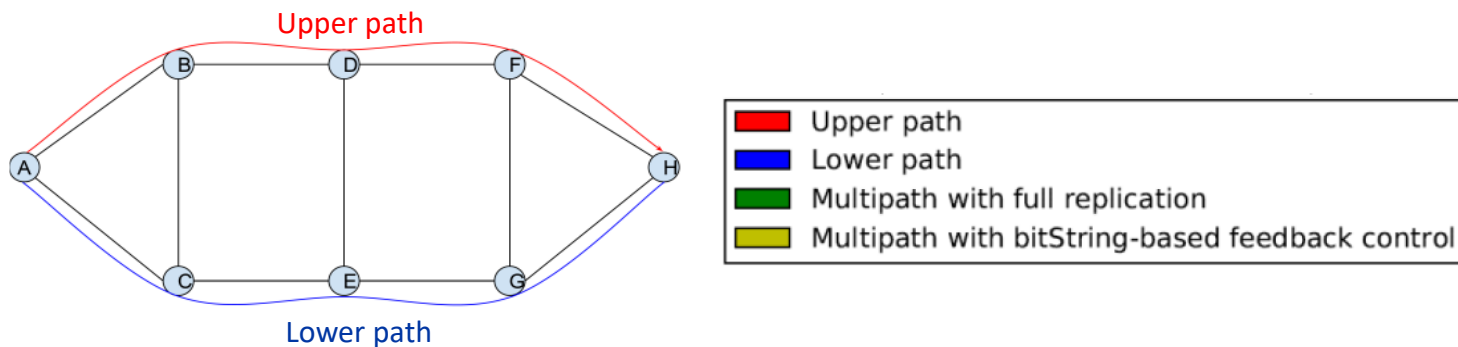 Upper path
B
D
F
A
H
C
E
G
Lower path
Upper path
Lower path
Multipath with full replication
Multipath with bitString-based feedback control